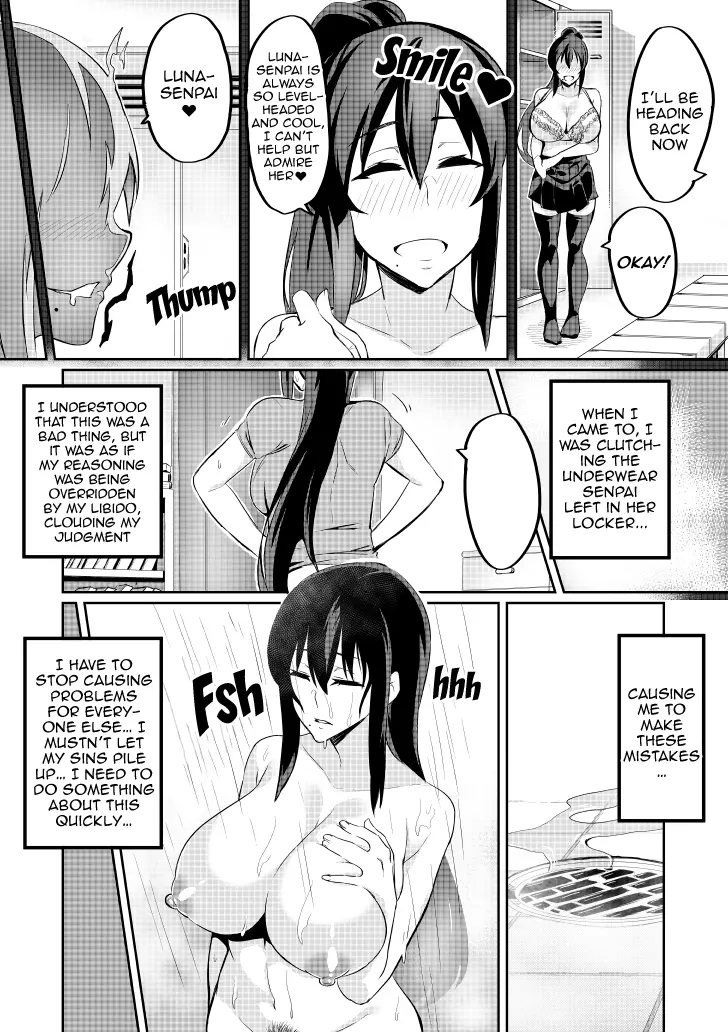 I'LL BE
HEADING
BACK
NOW
OKAY!
Smile ♥
LUNA-
SENPAI IS
ALWAYS
SO LEVEL-
HEADED
AND COOL,
I CAN'T
HELP BUT
ADMIRE
HER♥
LUNA-
SENPAI
♥
Thump
WHEN I
CAME TO, I
WAS CLUTCH-
ING THE
UNDERWEAR
SENPAI
LEFT IN HER
LOCKER...
I UNDERSTOOD
THAT THIS WAS A
BAD THING, BUT
IT WAS AS IF
MY REASONING
WAS BEING
OVERRIDDEN
BY MY LIBIDO,
CLOUDING MY
JUDGMENT
CAUSING
ME TO
MAKE
THESE
MISTAKES
...
Fsh
hhh
I HAVE TO
STOP CAUSING
PROBLEMS
FOR EVERY-
ONE ELSE... I
MUSTN'T LET
MY SINS PILE
UP... I NEED TO
DO SOMETHING
ABOUT THIS
QUICKLY...